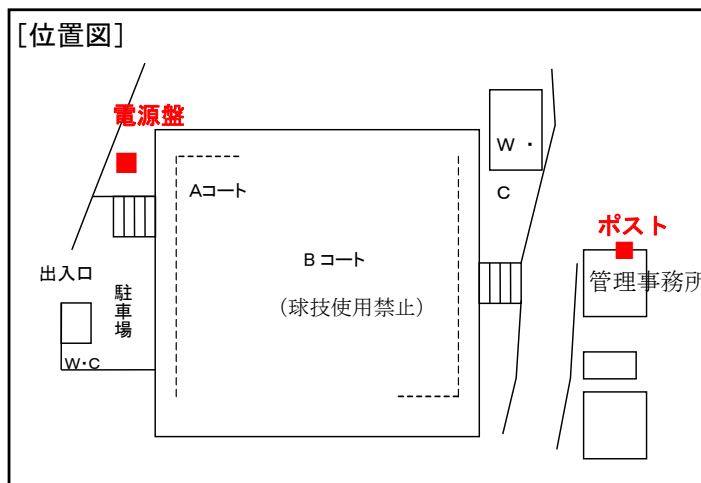 [位置図]
電源盤
W・
C
Aコート
ポスト
Bコート
出入口
管理事務所
駐車場
（球技使用禁止）
W・C